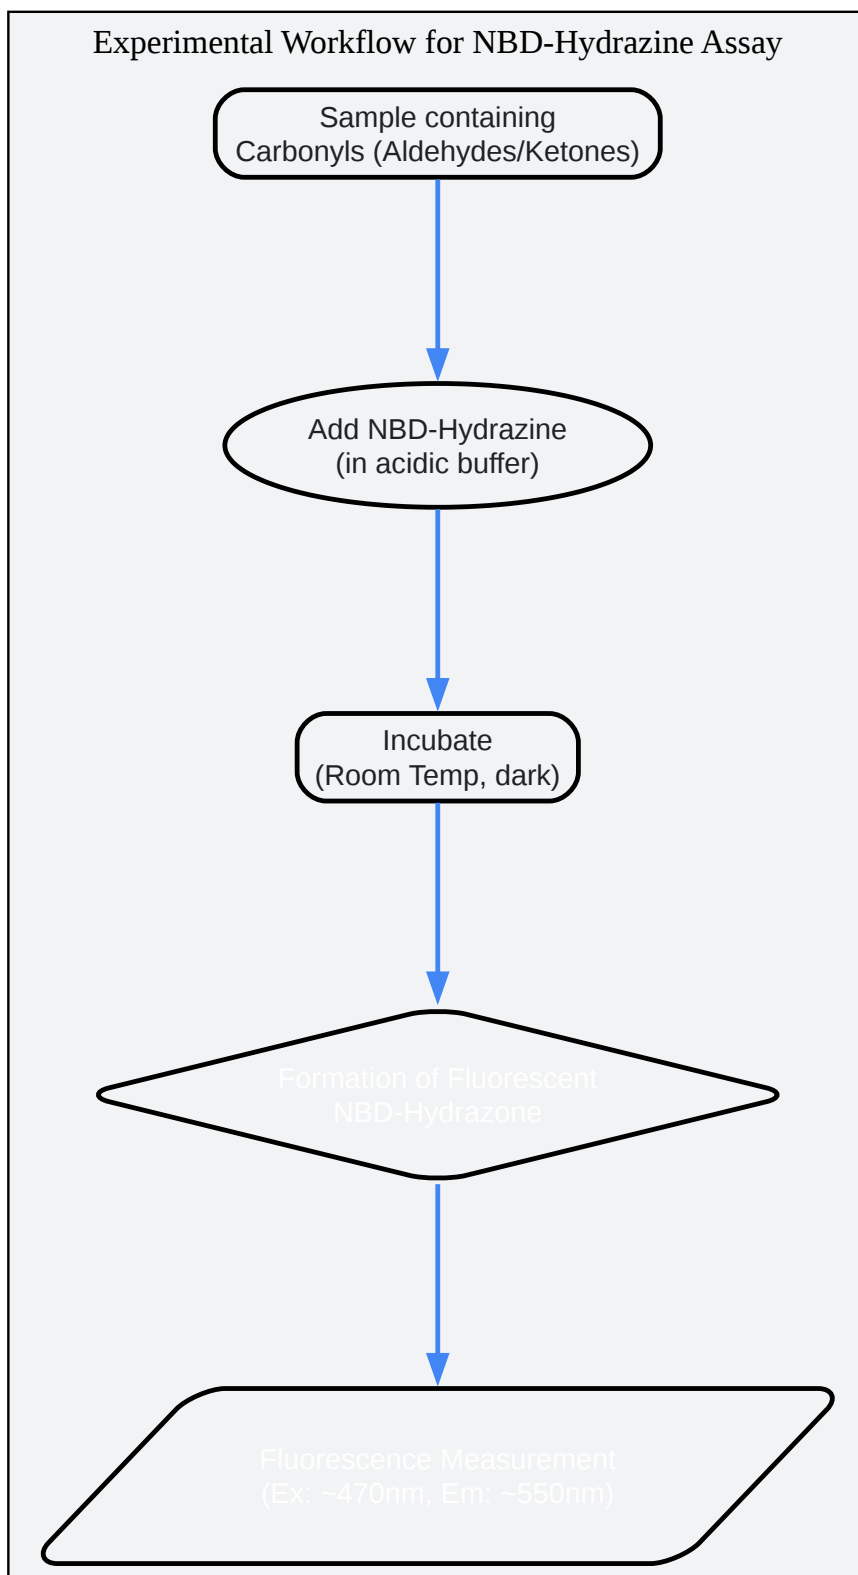 Experimental Workflow for NBD-Hydrazine Assay
Sample containing
Carbonyls (Aldehydes/Ketones)
Add NBD-Hydrazine
(in acidic buffer)
Incubate
(Room Temp, dark)
Formation of Fluorescent
NBD-Hydrazone
Fluorescence Measurement
(Ex: ~470nm, Em: ~550nm)